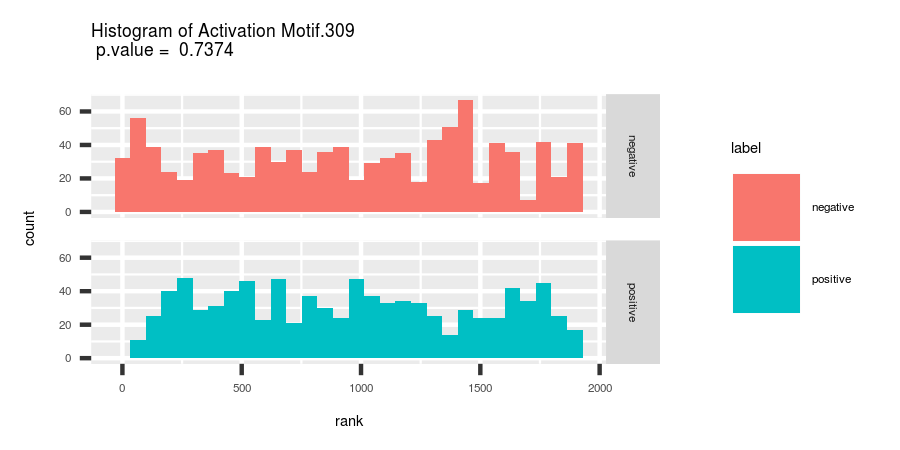 Histogram of Activation Motif.309
p.value = 0.7374
count
60
40
20
0
negative
60
40
20
0
positive
0 500 1000 1500 2000
rank
label
negative
positive